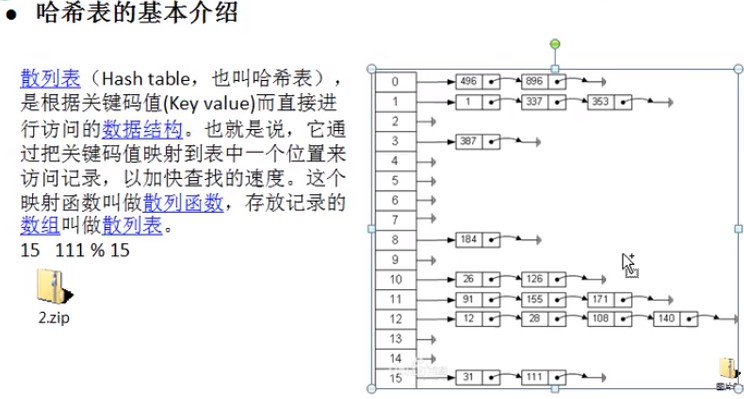 ● 哈希表的基本介绍
散列表（Hash table，也叫哈希表），
是根据关键码值(Key value)而直接进
行访问的数据结构。也就是说，它通
过把关键码值映射到表中一个位置来
访问记录，以加快查找的速度。这个
映射函数叫做散列函数，存放记录的
数组叫做散列表。
15 111 % 15
2.zip
0 496 896
1 1 337 353
2
3 387
4
5
6
7
8 184
9
10 26 126
11 91 155 171
12 12 28 108 140
13
14
15 31 111